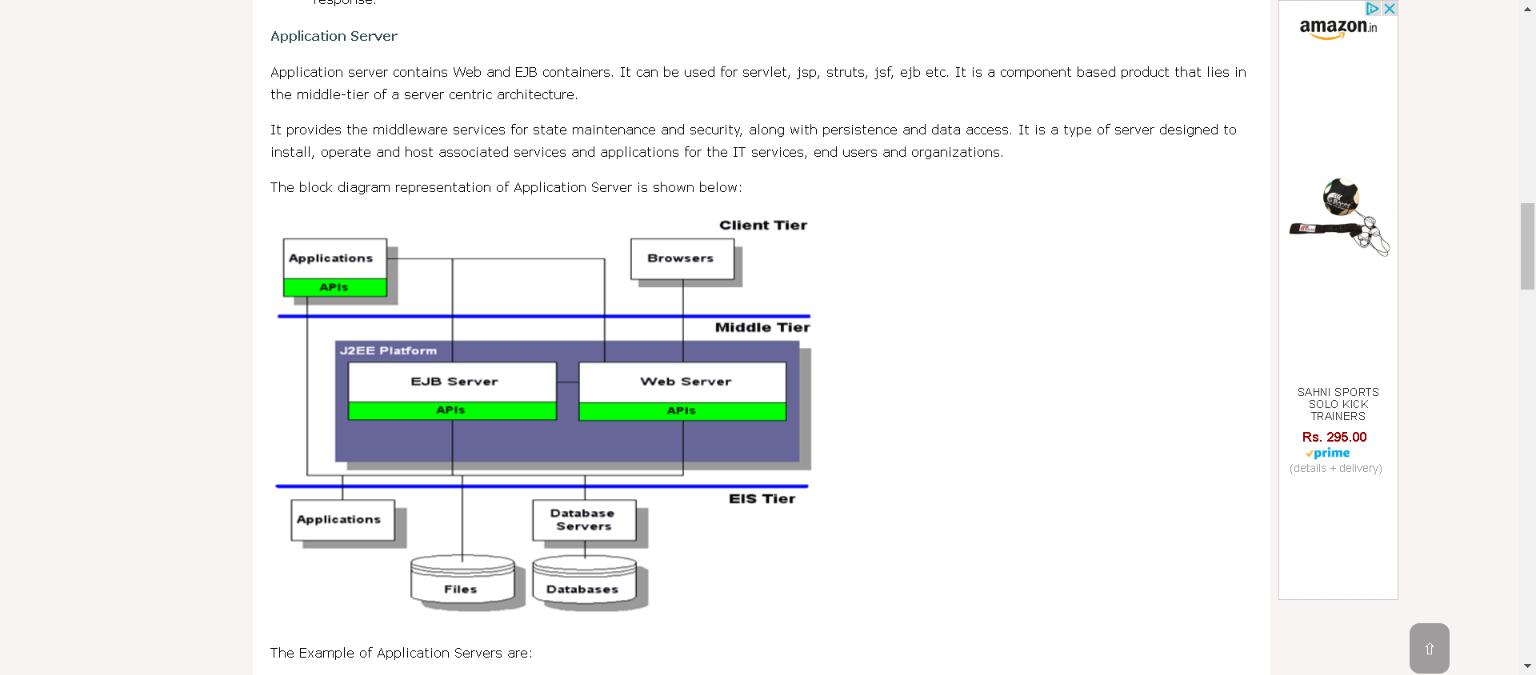 response.
Application Server
Application server contains Web and EJB containers. It can be used for servlet, jsp, struts, jsf, ejb etc. It is a component based product that lies in
the middle-tier of a server centric architecture.
It provides the middleware services for state maintenance and security, along with persistence and data access. It is a type of server designed to
install, operate and host associated services and applications for the IT services, end users and organizations.
The block diagram representation of Application Server is shown below:
Client Tier
Applications
Browsers
APIs
Middle Tier
J2EE Platform
EJB Server
Web Server
APIs
APIs
EIS Tier
Applications
Database
Servers
Files
Databases
The Example of Application Servers are:
amazon.in
SAHNI SPORTS
SOLO KICK
TRAINERS
Rs. 295.00
prime
(details + delivery)